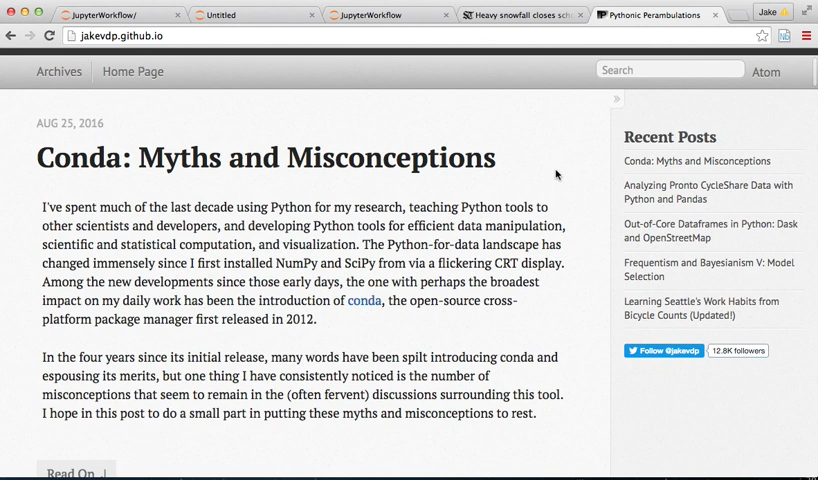 JupyterWorkflow/
Untitled
JupyterWorkflow
Heavy snowfall closes sch
Pythonic Perambulations
Jake
jakevdp.github.io
Archives
Home Page
Search
Atom
AUG 25, 2016
Conda: Myths and Misconceptions
I've spent much of the last decade using Python for my research, teaching Python tools to
other scientists and developers, and developing Python tools for efficient data manipulation,
scientific and statistical computation, and visualization. The Python-for-data landscape has
changed immensely since I first installed NumPy and SciPy from via a flickering CRT display.
Among the new developments since those early days, the one with perhaps the broadest
impact on my daily work has been the introduction of conda, the open-source cross-
platform package manager first released in 2012.
In the four years since its initial release, many words have been spilt introducing conda and
espousing its merits, but one thing I have consistently noticed is the number of
misconceptions that seem to remain in the (often fervent) discussions surrounding this tool.
I hope in this post to do a small part in putting these myths and misconceptions to rest.
Read On ↓
»
Recent Posts
Conda: Myths and Misconceptions
Analyzing Pronto CycleShare Data with
Python and Pandas
Out-of-Core Dataframes in Python: Dask
and OpenStreetMap
Frequentism and Bayesianism V: Model
Selection
Learning Seattle's Work Habits from
Bicycle Counts (Updated!)
Follow @jakevdp
12.8K followers